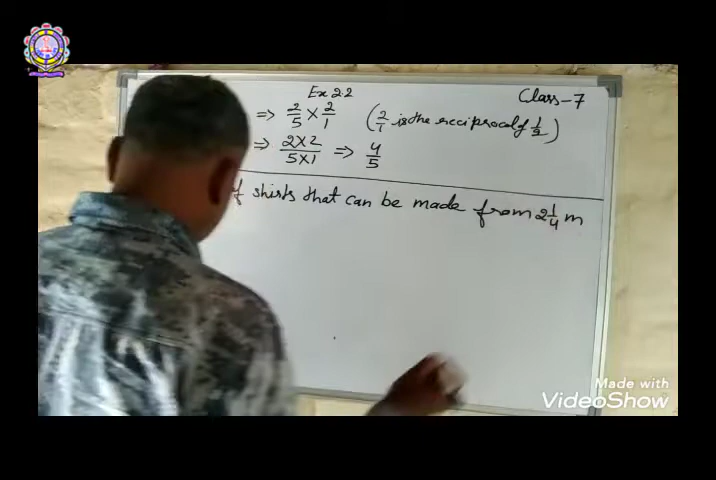 Ex 2.2
Class-7
⇒ 2/5 × 2/1 (2/1 is the reciprocal of 1/2)
⇒ 2×2/5×1 ⇒ 4/5
of shirts that can be made from 2 1/4 m
Made with
VideoShow